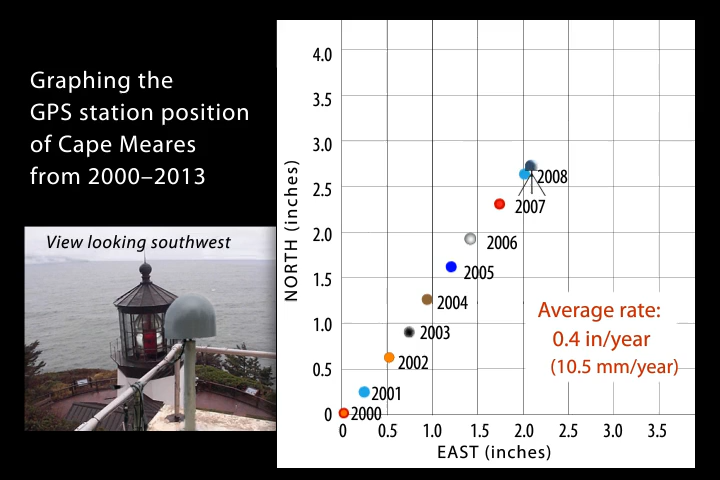 Graphing the
GPS station position
of Cape Meares
from 2000–2013
View looking southwest
NORTH (inches)
4.0
3.5
3.0
2.5
2.0
1.5
1.0
0.5
0
2008
2007
2006
2005
2004
2003
2002
2001
2000
Average rate:
0.4 in/year
(10.5 mm/year)
0 0.5 1.0 1.5 2.0 2.5 3.0 3.5
EAST (inches)